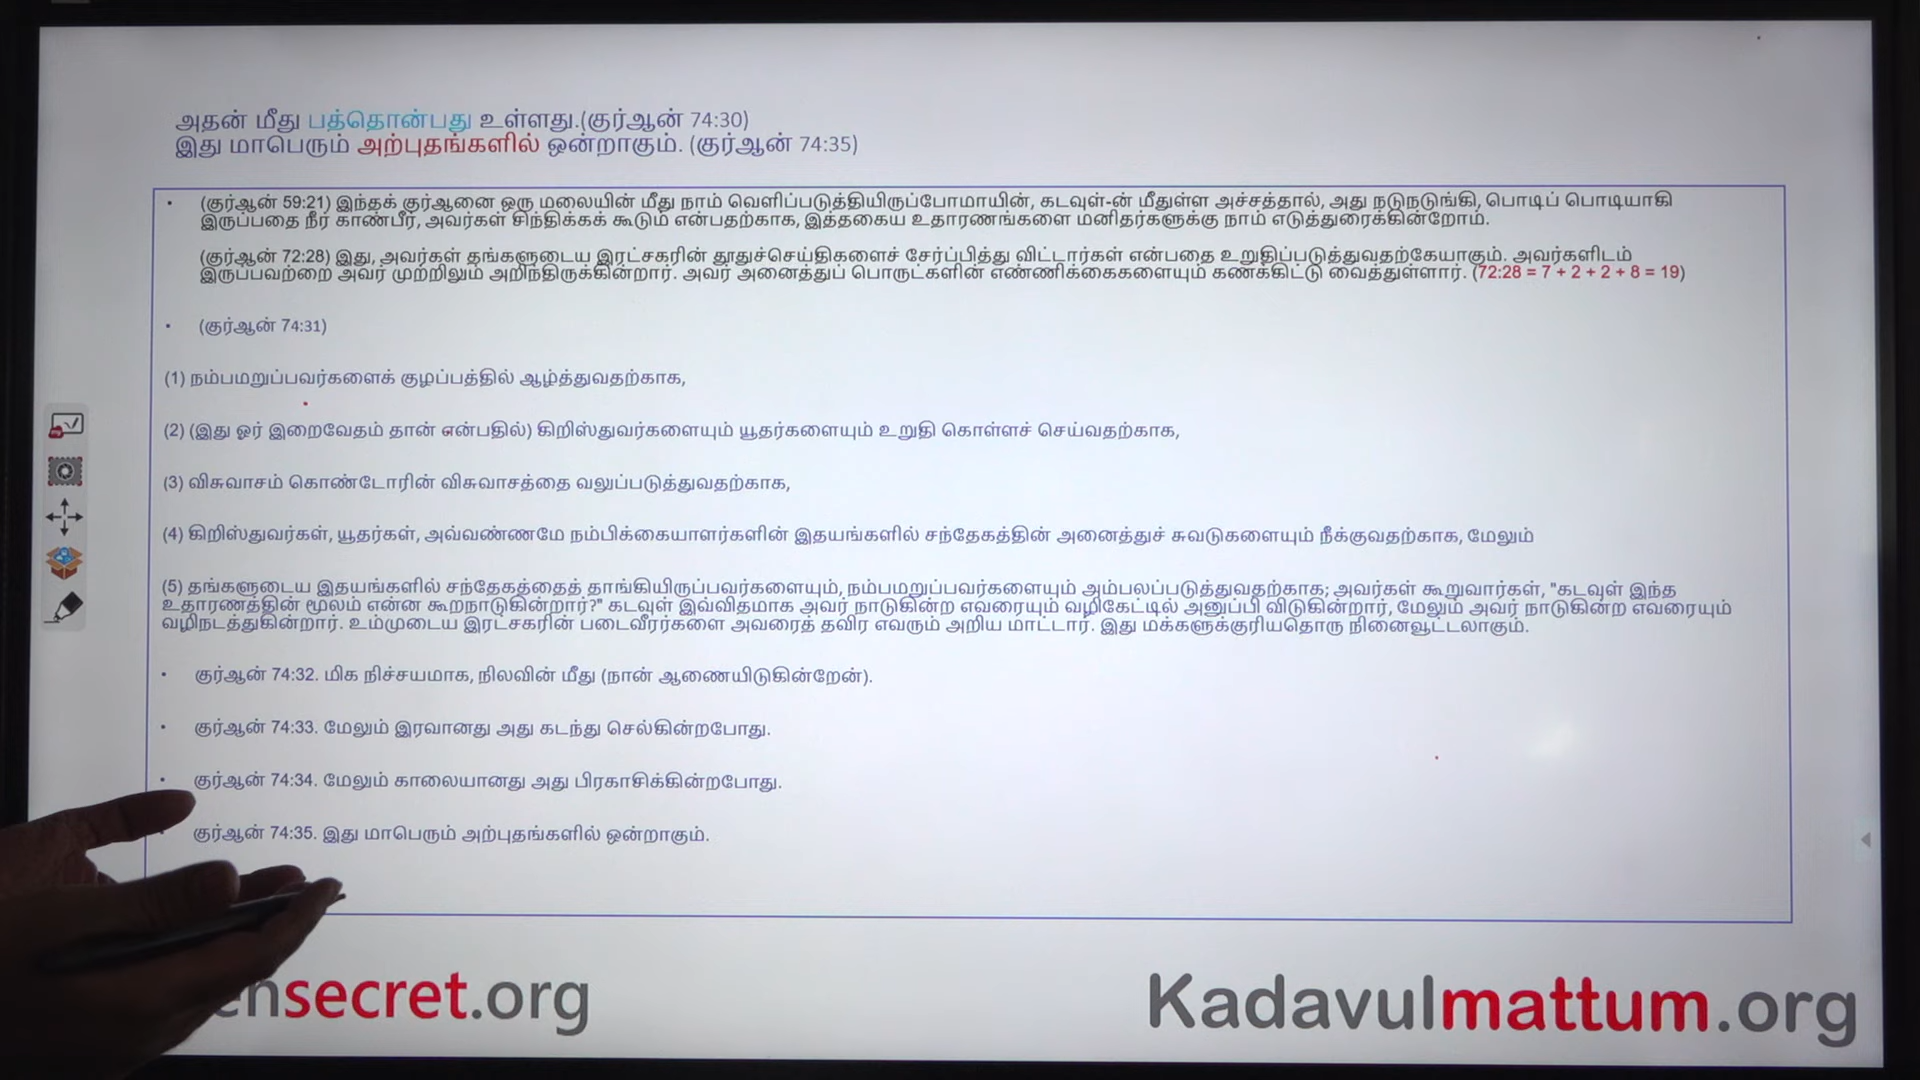 அதன் மீது பத்தொன்பது உள்ளது.(குர்ஆன் 74:30)
இது மாபெரும் அற்புதங்களில் ஒன்றாகும். (குர்ஆன் 74:35)
• (குர்ஆன் 59:21) இந்தக் குர்ஆனை ஒரு மலையின் மீது நாம் வெளிப்படுத்தியிருப்போமாயின், கடவுள்-ன் மீதுள்ள அச்சத்தால், அது நடுநடுங்கி, பொடிப் பொடியாகி
இருப்பதை நீர் காண்பீர், அவர்கள் சிந்திக்கக் கூடும் என்பதற்காக, இத்தகைய உதாரணங்களை மனிதர்களுக்கு நாம் எடுத்துரைக்கின்றோம்.
(குர்ஆன் 72:28) இது, அவர்கள் தங்களுடைய இரட்சகரின் தூதுச்செய்திகளைச் சேர்ப்பித்து விட்டார்கள் என்பதை உறுதிப்படுத்துவதற்கேயாகும். அவர்களிடம்
இருப்பவற்றை அவர் முற்றிலும் அறிந்திருக்கின்றார். அவர் அனைத்துப் பொருட்களின் எண்ணிக்கைகளையும் கணக்கிட்டு வைத்துள்ளார். (72:28 = 7 + 2 + 2 + 8 = 19)
• (குர்ஆன் 74:31)
(1) நம்பமறுப்பவர்களைக் குழப்பத்தில் ஆழ்த்துவதற்காக,
(2) (இது ஓர் இறைவேதம் தான் என்பதில்) கிறிஸ்துவர்களையும் யூதர்களையும் உறுதி கொள்ளச் செய்வதற்காக,
(3) விசுவாசம் கொண்டோரின் விசுவாசத்தை வலுப்படுத்துவதற்காக,
(4) கிறிஸ்துவர்கள், யூதர்கள், அவ்வண்ணமே நம்பிக்கையாளர்களின் இதயங்களில் சந்தேகத்தின் அனைத்துச் சுவடுகளையும் நீக்குவதற்காக, மேலும்
(5) தங்களுடைய இதயங்களில் சந்தேகத்தைத் தாங்கியிருப்பவர்களையும், நம்பமறுப்பவர்களையும் அம்பலப்படுத்துவதற்காக; அவர்கள் கூறுவார்கள், "கடவுள் இந்த
உதாரணத்தின் மூலம் என்ன கூறநாடுகின்றார்?" கடவுள் இவ்விதமாக அவர் நாடுகின்ற எவரையும் வழிகேட்டில் அனுப்பி விடுகின்றார், மேலும் அவர் நாடுகின்ற எவரையும்
வழிநடத்துகின்றார். உம்முடைய இரட்சகரின் படைவீரர்களை அவரைத் தவிர எவரும் அறிய மாட்டார். இது மக்களுக்குரியதொரு நினைவூட்டலாகும்.
• குர்ஆன் 74:32. மிக நிச்சயமாக, நிலவின் மீது (நான் ஆணையிடுகின்றேன்).
• குர்ஆன் 74:33. மேலும் இரவானது அது கடந்து செல்கின்றபோது.
• குர்ஆன் 74:34. மேலும் காலையானது அது பிரகாசிக்கின்றபோது.
குர்ஆன் 74:35. இது மாபெரும் அற்புதங்களில் ஒன்றாகும்.
ensecret.org
Kadavulmattum.org